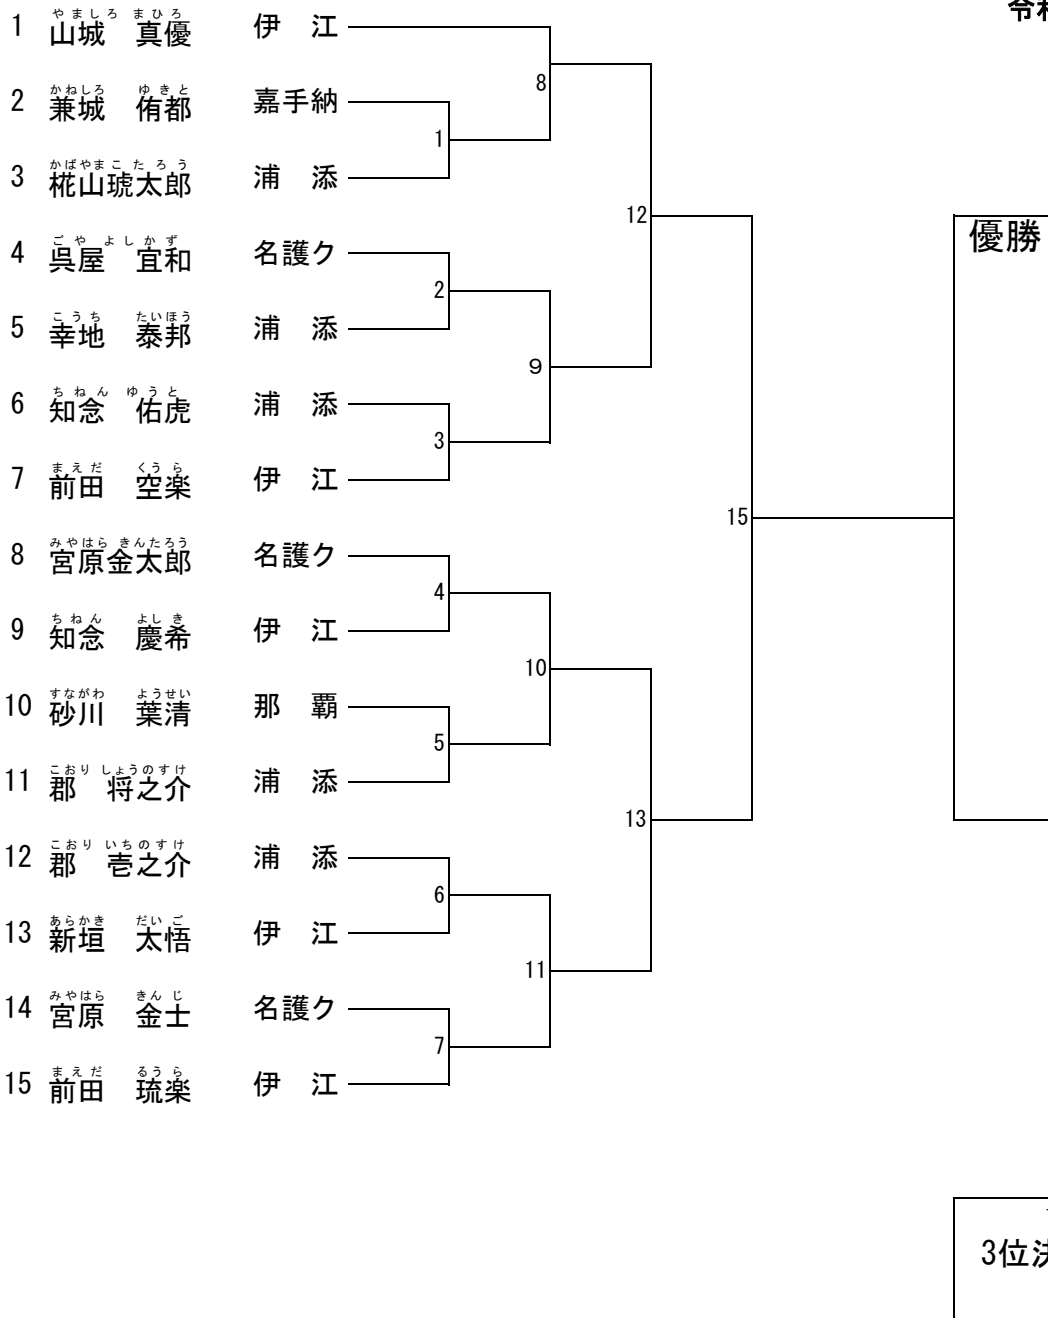 令和
1 山城 真優 伊 江
やましろ まひろ
8
2 兼城 侑都 嘉手納
かねしろ ゆきと
1
3 椛山琥太郎 浦 添
かばやまこたろう
12
4 呉屋 宜和 名護ク
ごや よしかず
優勝
2
5 幸地 泰邦 浦 添
こうち たいほう
9
6 知念 佑虎 浦 添
ちねん ゆうと
3
7 前田 空楽 伊 江
まえだ くうら
15
8 宮原金太郎 名護ク
みやはら きんたろう
4
9 知念 慶希 伊 江
ちねん よしき
10
10 砂川 葉清 那 覇
すながわ ようせい
5
11 郡 将之介 浦 添
こおり しょうのすけ
13
12 郡 壱之介 浦 添
こおり いちのすけ
6
13 新垣 太悟 伊 江
あらかき だいご
11
14 宮原 金士 名護ク
みやはら きんじ
7
15 前田 琉楽 伊 江
まえだ るうら
3位決